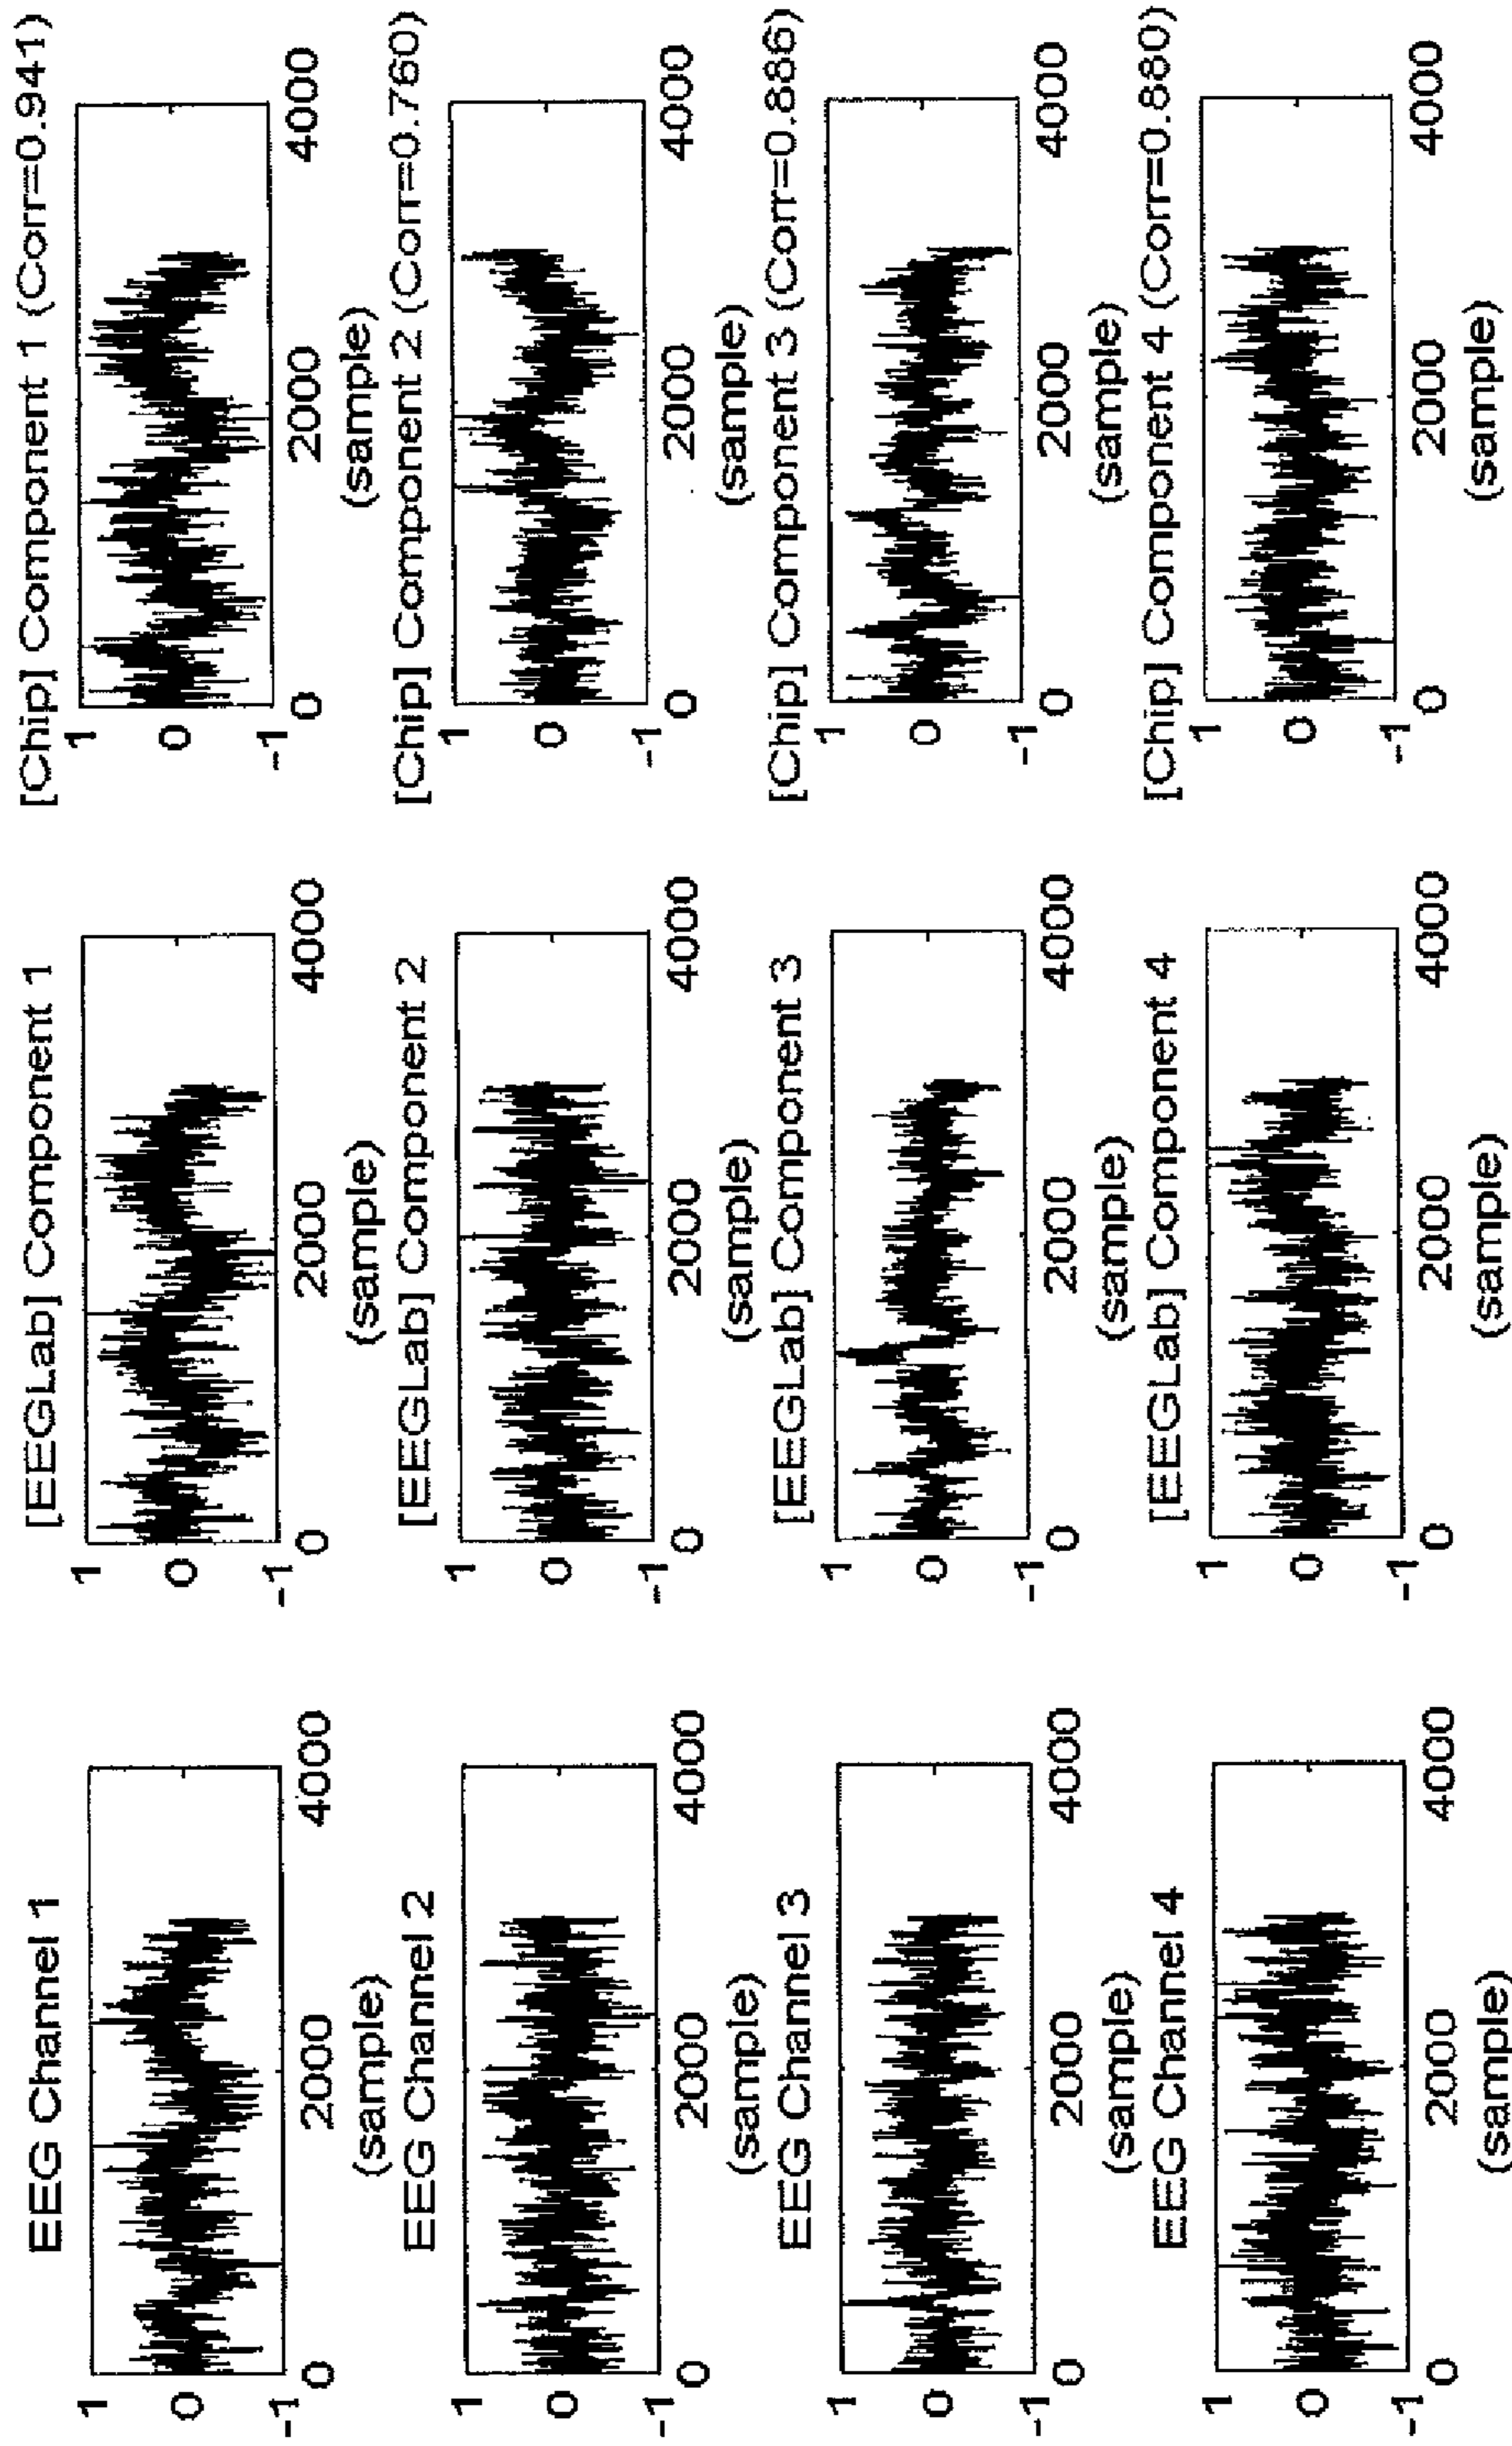 EEG Channel 1 [EEGLab] Component 1 [Chip] Component 1 (Corr=0.941)
1 1 1
0 0 0
-1 -1 -1
0 2000 4000 0 2000 4000 0 2000 4000
(sample) (sample) (sample)
EEG Channel 2 [EEGLab] Component 2 [Chip] Component 2 (Corr=0.760)
1 1 1
0 0 0
-1 -1 -1
0 2000 4000 0 2000 4000 0 2000 4000
(sample) (sample) (sample)
EEG Channel 3 [EEGLab] Component 3 [Chip] Component 3 (Corr=0.886)
1 1 1
0 0 0
-1 -1 -1
0 2000 4000 0 2000 4000 0 2000 4000
(sample) (sample) (sample)
EEG Channel 4 [EEGLab] Component 4 [Chip] Component 4 (Corr=0.880)
1 1 1
0 0 0
-1 -1 -1
0 2000 4000 0 2000 4000 0 2000 4000
(sample) (sample) (sample)